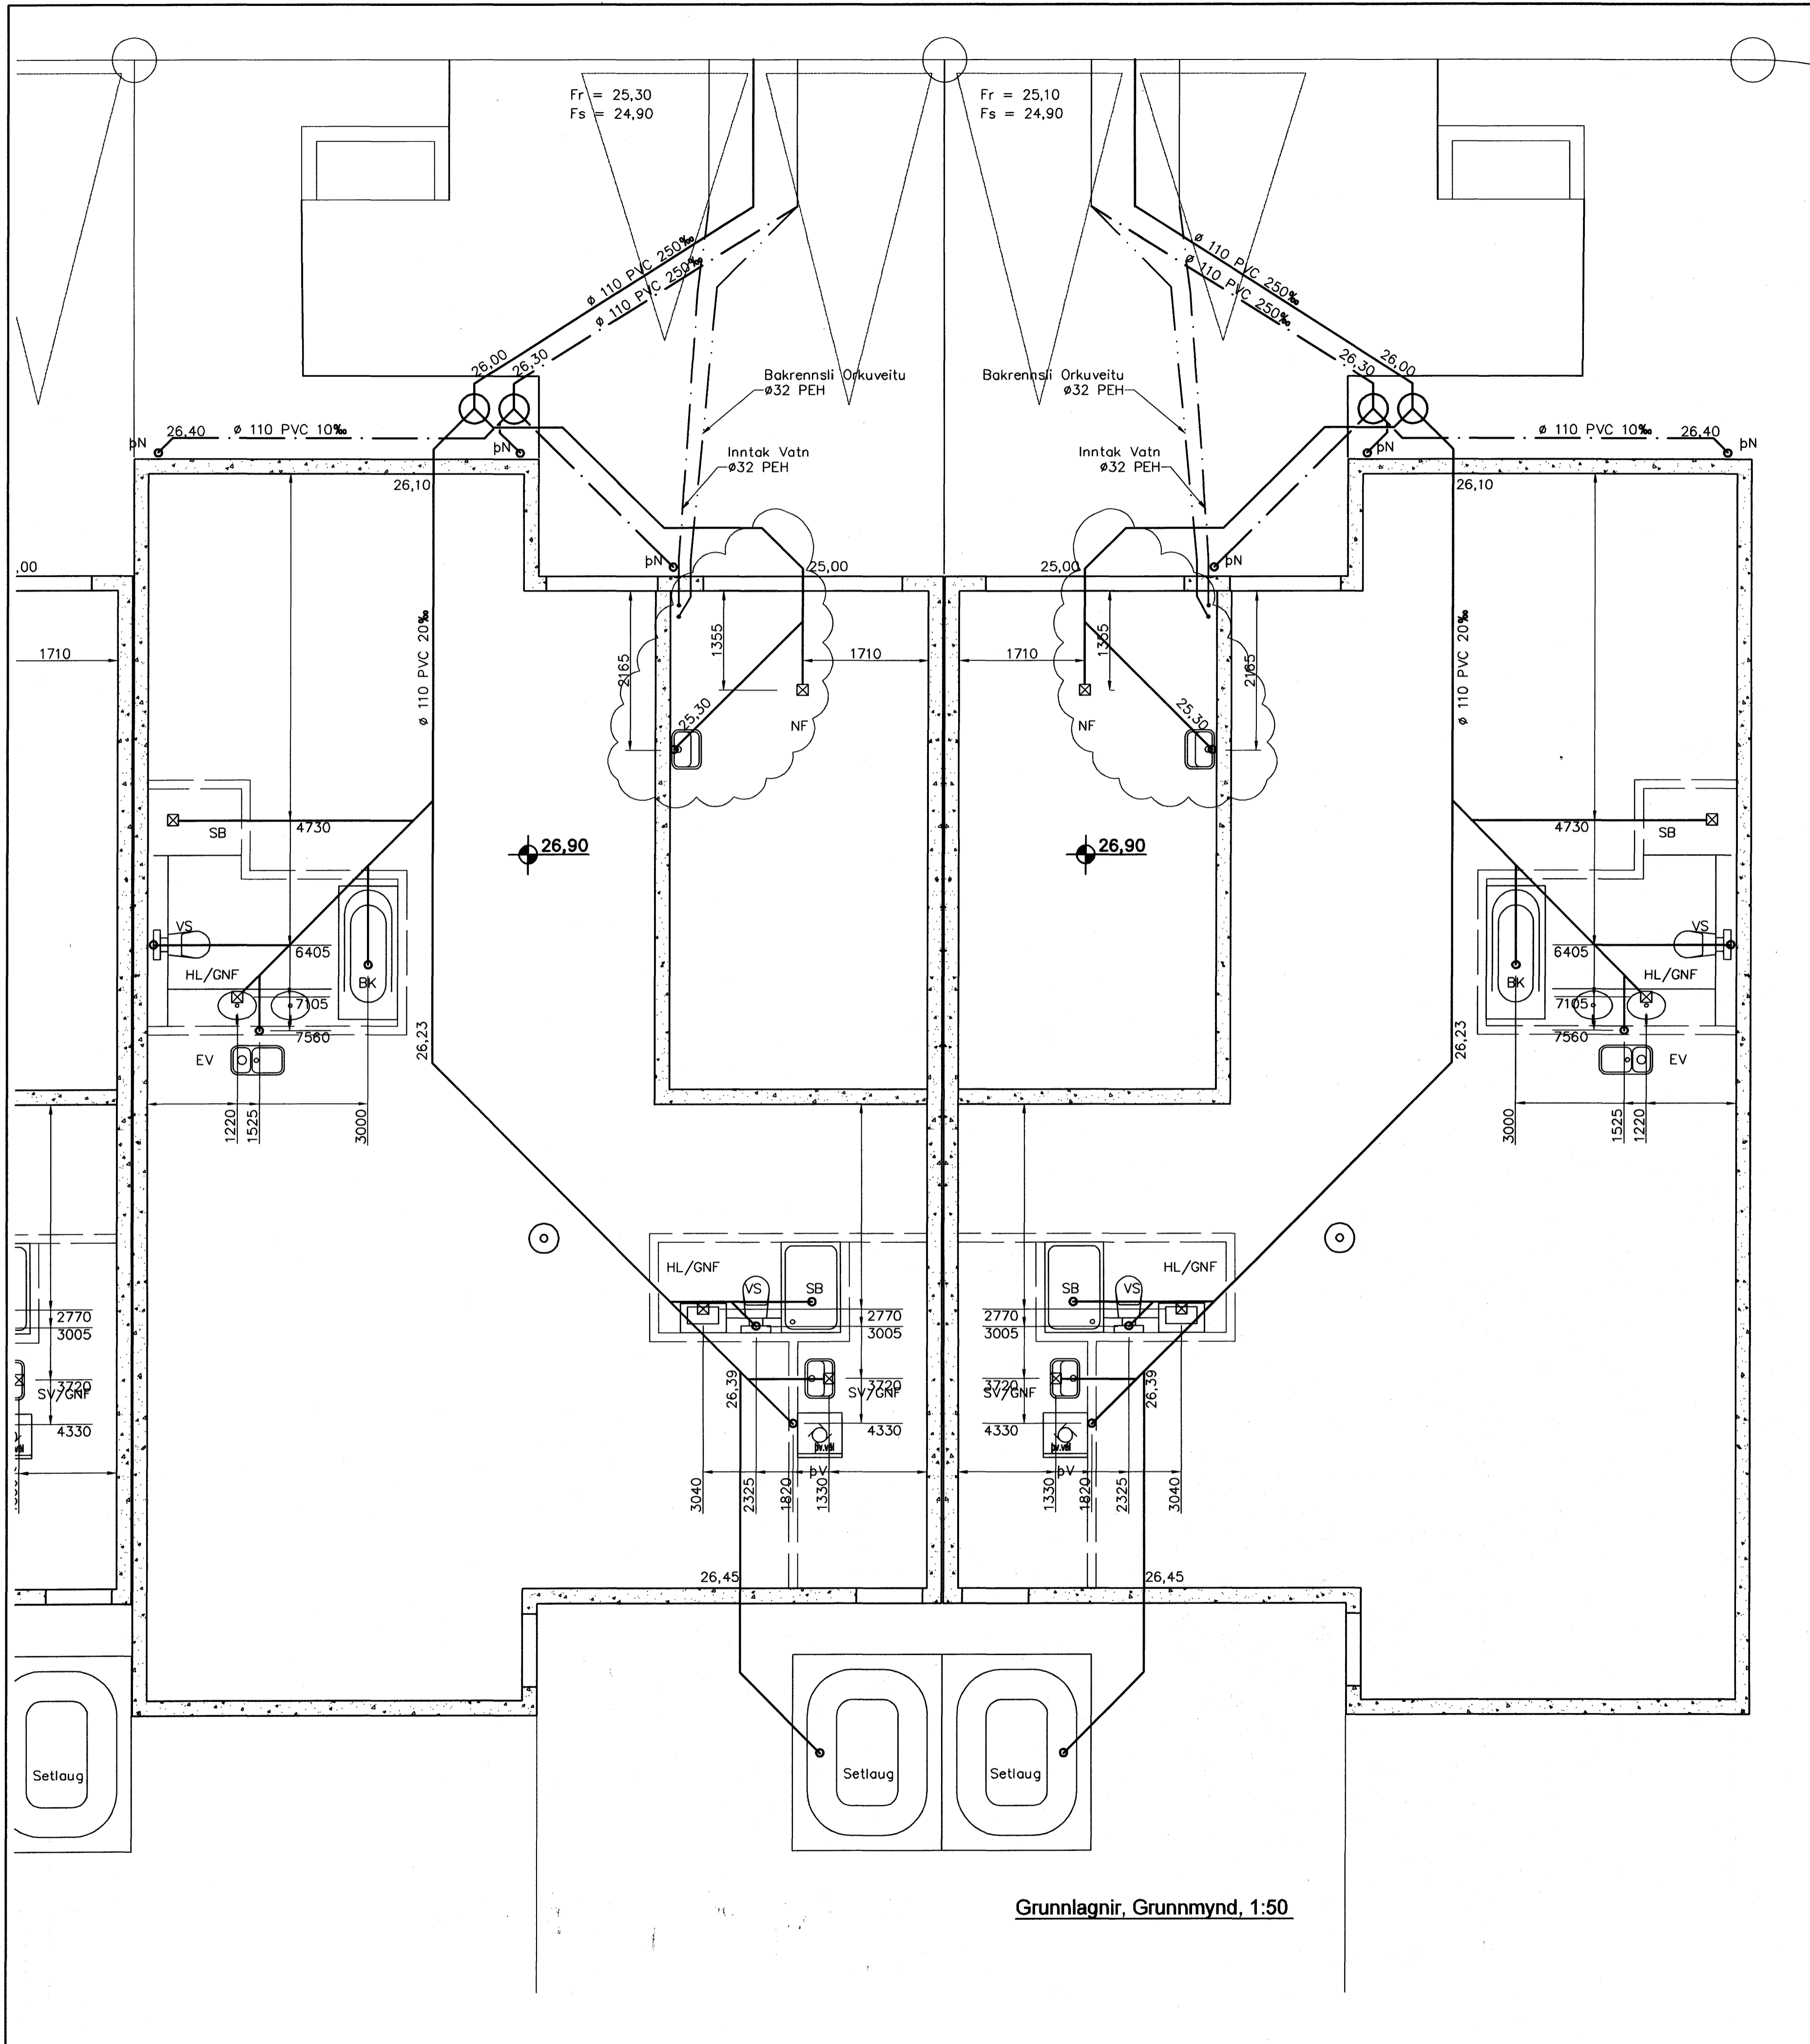 Fr = 25,30
Fs = 24,90
Fr = 25,10
Fs = 24,90
ø 110 PVC 250‰
ø 110 PVC 250‰
ø 110 PVC 250‰
ø 110 PVC 250‰
26,00
26,30
26,30
26,00
Bakrennsli Orkuveitu
ø32 PEH
Bakrennsli Orkuveitu
ø32 PEH
þN
26,40
ø 110 PVC 10‰
þN
þN
ø 110 PVC 10‰
26,40
þN
Inntak Vatn
ø32 PEH
Inntak Vatn
ø32 PEH
26,10
26,10
,00
þN
25,00
25,00
þN
1710
ø 110 PVC 20‰
2165
1355
1710
1710
1355
2165
ø 110 PVC 20‰
25,30
NF
NF
25,30
SB
4730
26,90
26,90
4730
SB
VS
6405
HL/GNF
BK
7105
7560
EV
26,23
VS
6405
HL/GNF
BK
7105
7560
EV
26,23
1220
1525
3000
3000
1525
1220
HL/GNF
VS
SB
SB
VS
HL/GNF
2770
3005
3720
SV/GNF
4330
þv.vél
2770
3005
3720
SV/GNF
4330
2770
3005
3720
SV/GNF
4330
26,39
26,39
þv.vél
þV
þv.vél
þV
3040
2325
1820
1330
1330
1820
2325
3040
26,45
26,45
Setlaug
Setlaug
Setlaug
Grunnlagnir, Grunnmynd, 1:50